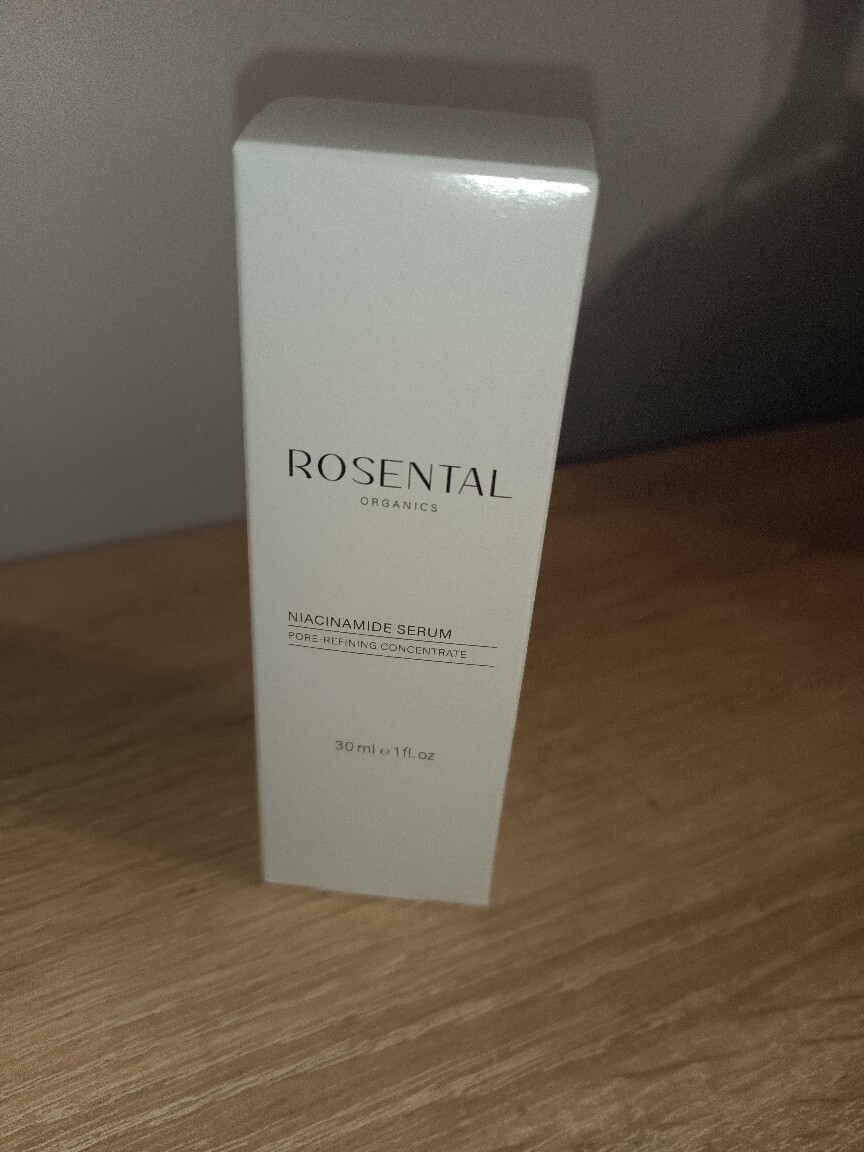 ROSENTAL
ORGANICS
NIACINAMIDE SERUM
PORE-REFINING CONCENTRATE
30 ml ℮ 1 fl. oz